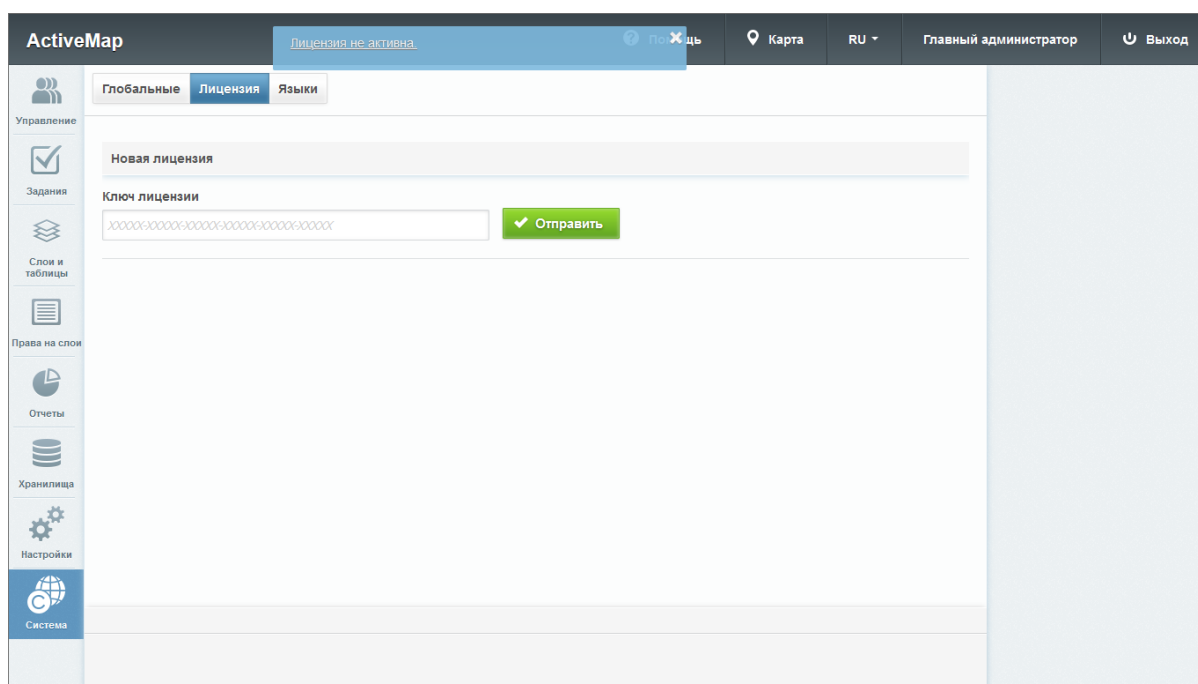 ActiveMap
Лицензия не активна.
Помощь
Карта
RU
Главный администратор
Выход
Глобальные
Лицензия
Языки
Управление
Задания
Слои и
таблицы
Права на слои
Отчеты
Хранилища
Настройки
Система
Новая лицензия
Ключ лицензии
XXXXX-XXXXX-XXXXX-XXXXX-XXXXX-XXXXX
Отправить